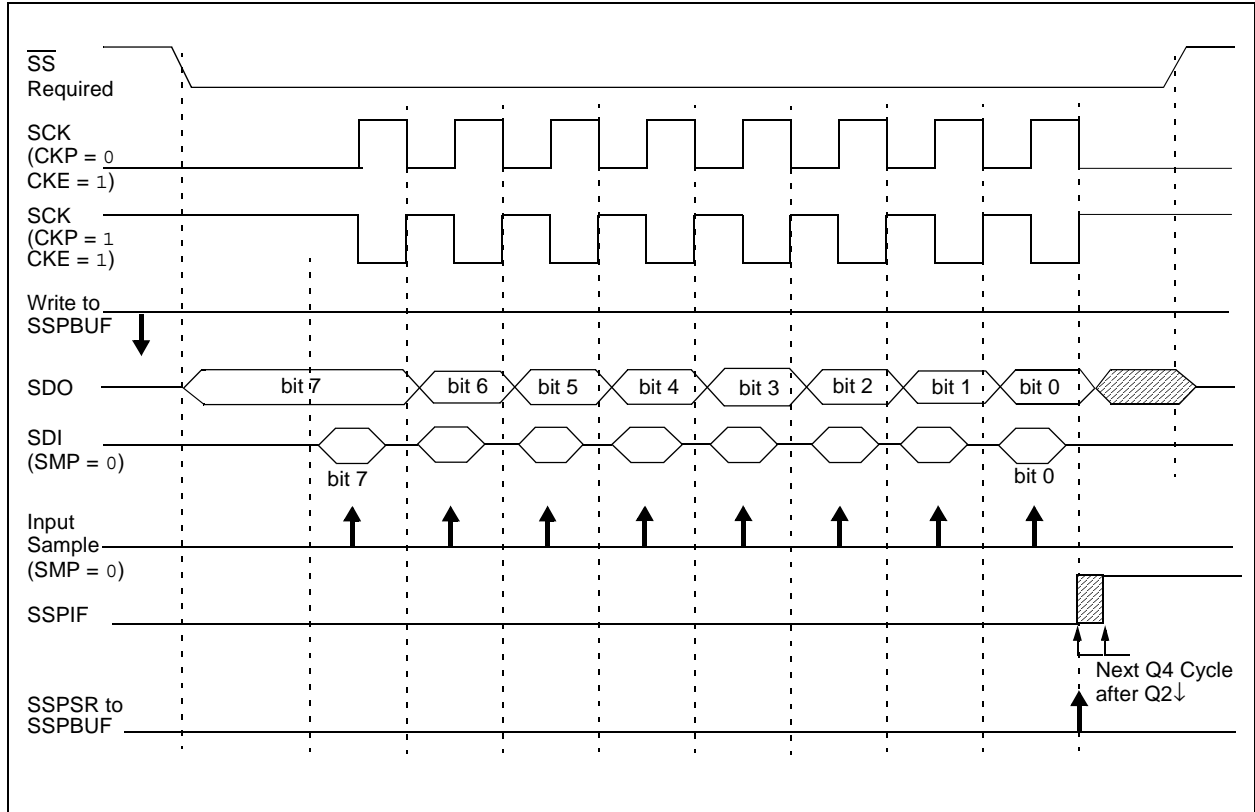 SS
Required
SCK
(CKP = 0
CKE = 1)
SCK
(CKP = 1
CKE = 1)
Write to
SSPBUF
SDO
bit 7 bit 6 bit 5 bit 4 bit 3 bit 2 bit 1 bit 0
SDI
(SMP = 0)
bit 7 bit 0
Input
Sample
(SMP = 0)
SSPIF
Next Q4 Cycle
after Q2↓
SSPSR to
SSPBUF